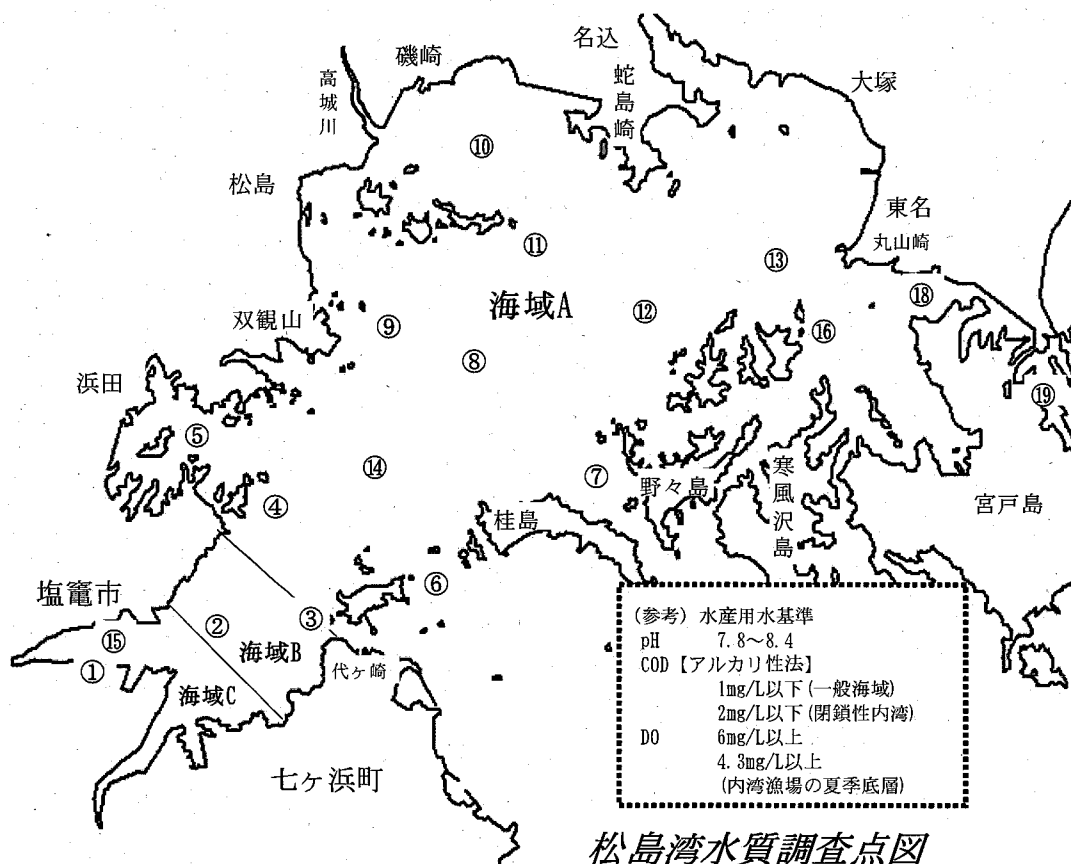 名込
磯崎
高城川
蛇島崎
大塚
⑩
松島
東名
丸山崎
⑪
⑬
⑱
海域A
⑫
双観山
⑨
⑯
⑧
浜田
⑲
⑤
⑭
⑦
野々島
寒風沢島
宮戸島
④
桂島
⑥
塩竈市
③
②
⑮
海域B
①
代ヶ崎
海域C
七ヶ浜町
(参考) 水産用水基準
pH 7.8～8.4
COD【アルカリ性法】
1mg/L以下(一般海域)
2mg/L以下(閉鎖性内湾)
DO 6mg/L以上
4.3mg/L以上
(内湾漁場の夏季底層)
松島湾水質調査点図